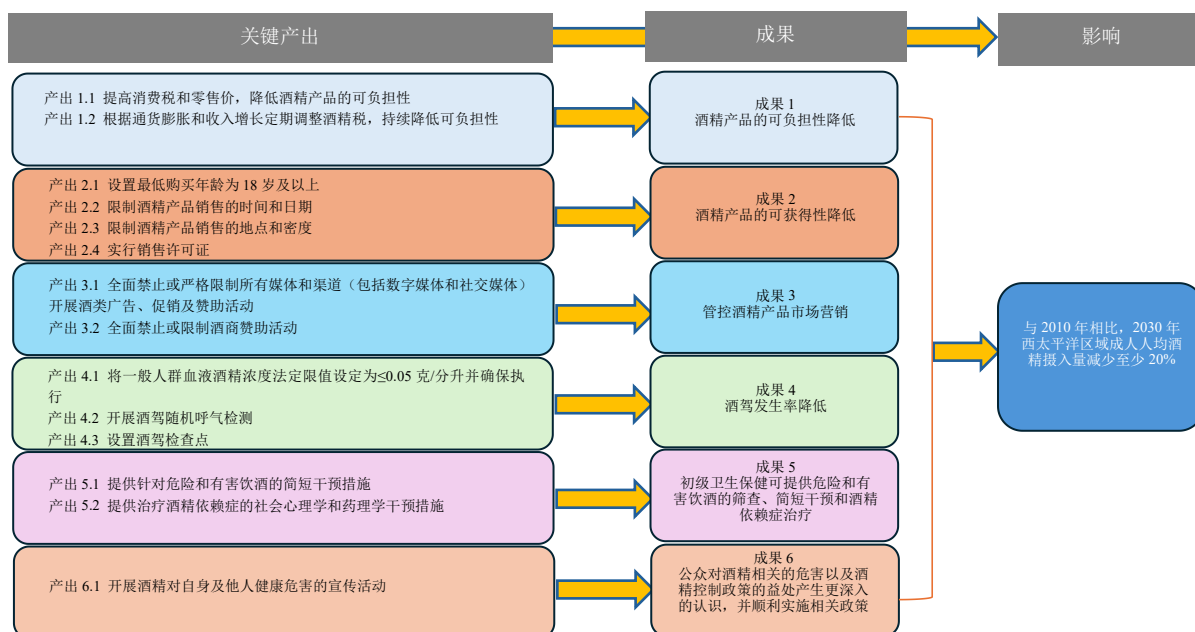 关键产出
成果
影响
产出 1.1 提高消费税和零售价，降低酒精产品的可负担性
产出 1.2 根据通货膨胀和收入增长定期调整酒精税，持续降低可负担性
成果 1
酒精产品的可负担性降低
产出 2.1 设置最低购买年龄为 18 岁及以上
产出 2.2 限制酒精产品销售的时间和日期
产出 2.3 限制酒精产品销售的地点和密度
产出 2.4 实行销售许可证
成果 2
酒精产品的可获得性降低
产出 3.1 全面禁止或严格限制所有媒体和渠道（包括数字媒体和社交媒体）
开展酒类广告、促销及赞助活动
产出 3.2 全面禁止或限制酒商赞助活动
成果 3
管控酒精产品市场营销
产出 4.1 将一般人群血液酒精浓度法定限值设定为≤0.05 克/分升并确保执
行
产出 4.2 开展酒驾随机呼气检测
产出 4.3 设置酒驾检查点
成果 4
酒驾发生率降低
产出 5.1 提供针对危险和有害饮酒的简短干预措施
产出 5.2 提供治疗酒精依赖症的社会心理学和药理学干预措施
成果 5
初级卫生保健可提供危险和有
害饮酒的筛查、简短干预和酒精
依赖症治疗
产出 6.1 开展酒精对自身及他人健康危害的宣传活动
成果 6
公众对酒精相关的危害以及酒
精控制政策的益处产生更深入
的认识，并顺利实施相关政策
与 2010 年相比，2030 年
西太平洋区域成人人均酒
精摄入量减少至少 20%